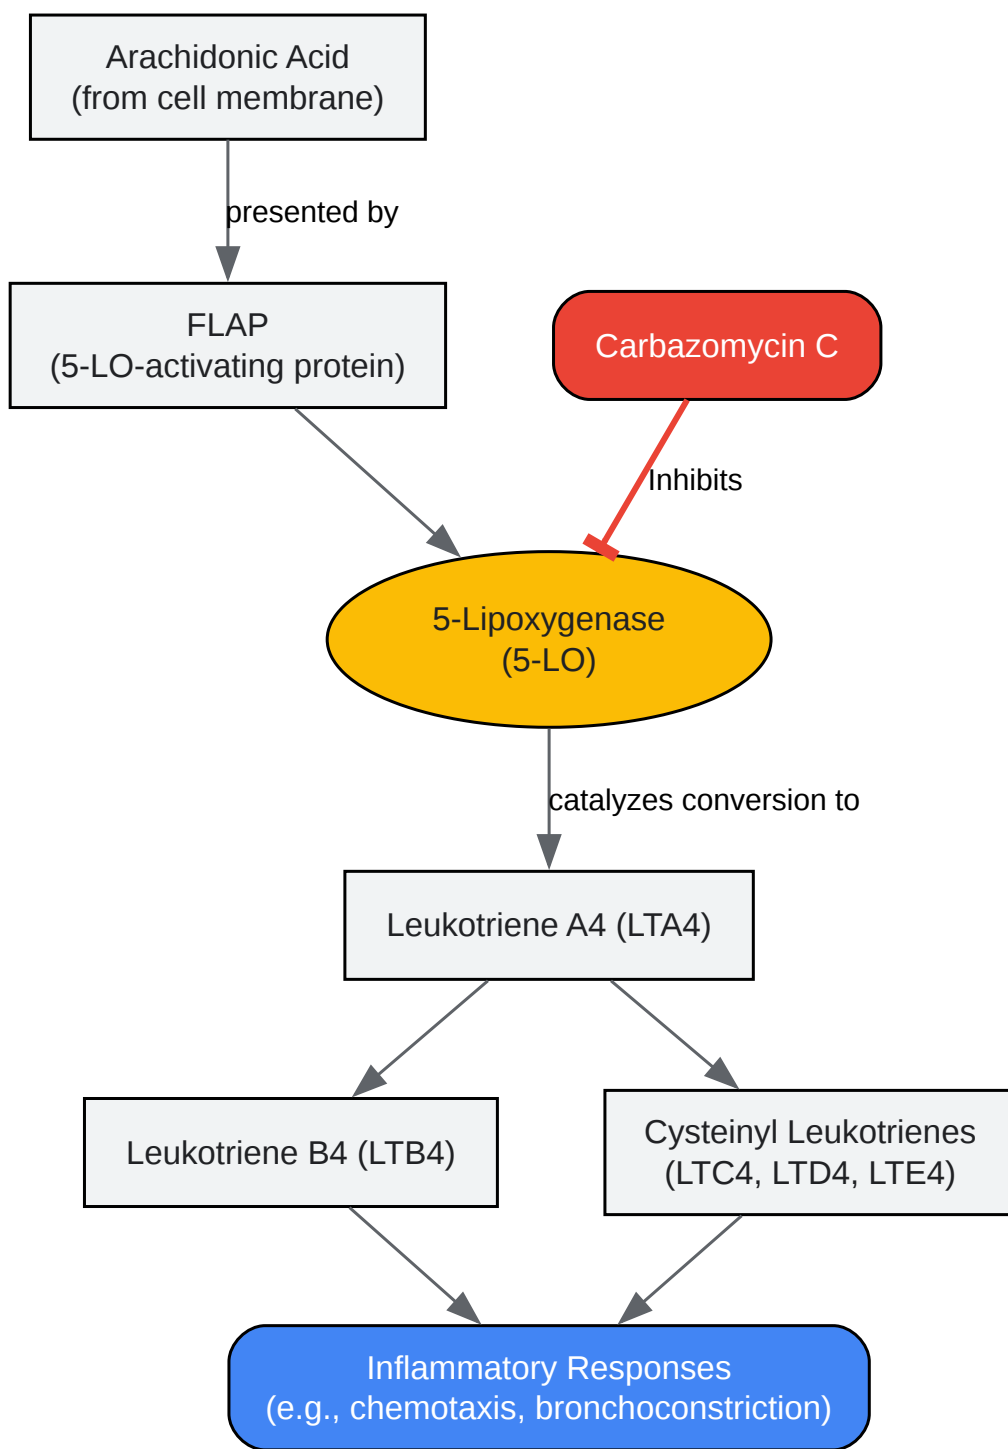 Arachidonic Acid
(from cell membrane)
presented by
FLAP
(5-LO-activating protein)
Carbazomycin C
Inhibits
5-Lipoxygenase
(5-LO)
catalyzes conversion to
Leukotriene A4 (LTA4)
Leukotriene B4 (LTB4)
Cysteinyl Leukotrienes
(LTC4, LTD4, LTE4)
Inflammatory Responses
(e.g., chemotaxis, bronchoconstriction)